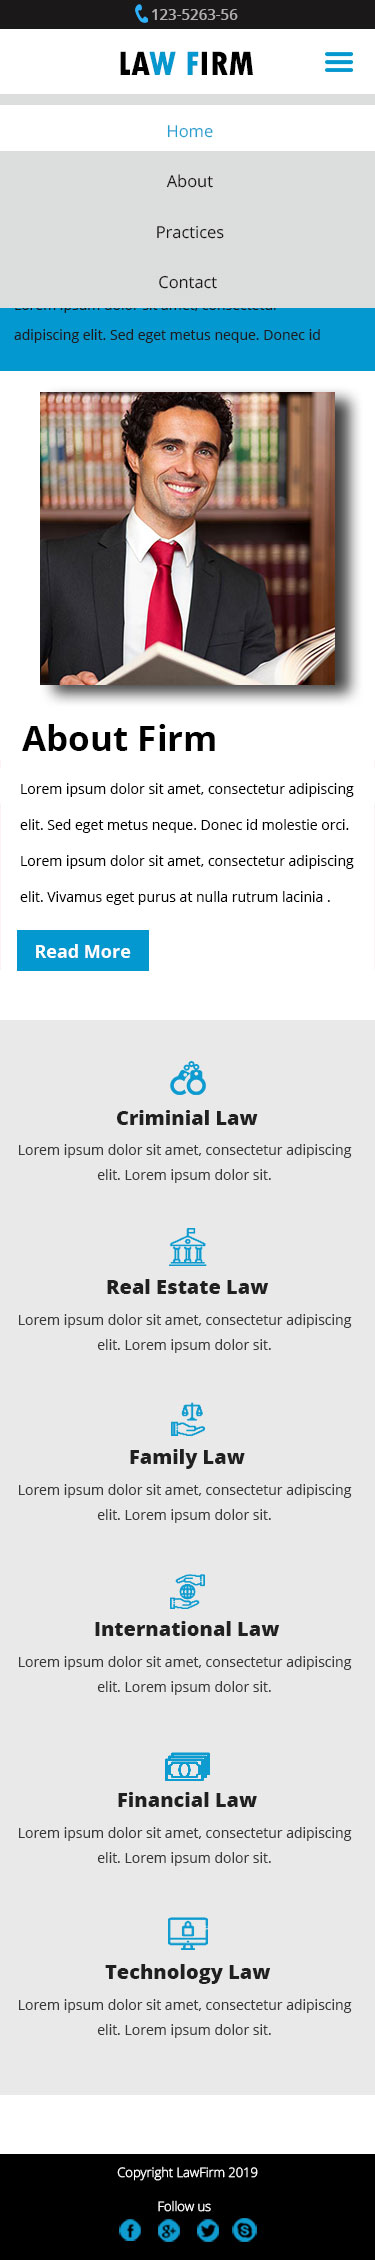 123-5263-56
LAW FIRM
Home
About
Practices
Contact
Lorem ipsum dolor sit amet, consectetur
adipiscing elit. Sed eget metus neque. Donec id
About Firm
Lorem ipsum dolor sit amet, consectetur adipiscing
elit. Sed eget metus neque. Donec id molestie orci.
Lorem ipsum dolor sit amet, consectetur adipiscing
elit. Vivamus eget purus at nulla rutrum lacinia .
Read More
Criminial Law
Lorem ipsum dolor sit amet, consectetur adipiscing
elit. Lorem ipsum dolor sit.
Real Estate Law
Lorem ipsum dolor sit amet, consectetur adipiscing
elit. Lorem ipsum dolor sit.
Family Law
Lorem ipsum dolor sit amet, consectetur adipiscing
elit. Lorem ipsum dolor sit.
International Law
Lorem ipsum dolor sit amet, consectetur adipiscing
elit. Lorem ipsum dolor sit.
Financial Law
Lorem ipsum dolor sit amet, consectetur adipiscing
elit. Lorem ipsum dolor sit.
Technology Law
Lorem ipsum dolor sit amet, consectetur adipiscing
elit. Lorem ipsum dolor sit.
Copyright LawFirm 2019
Follow us